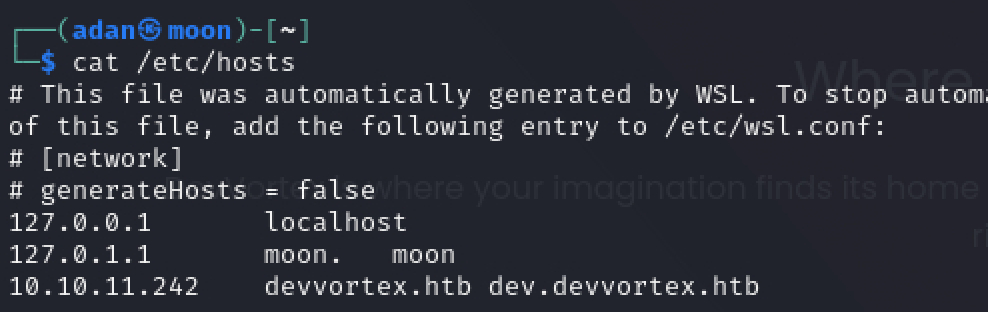 ┌──(adan㉿moon)-[~]
└─$ cat /etc/hosts
# This file was automatically generated by WSL. To stop
of this file, add the following entry to /etc/wsl.conf:
# [network]
# generateHosts = false
127.0.0.1       localhost
127.0.1.1       moon.   moon
10.10.11.242    devvortex.htb dev.devvortex.htb
Where
where your imagination finds its home